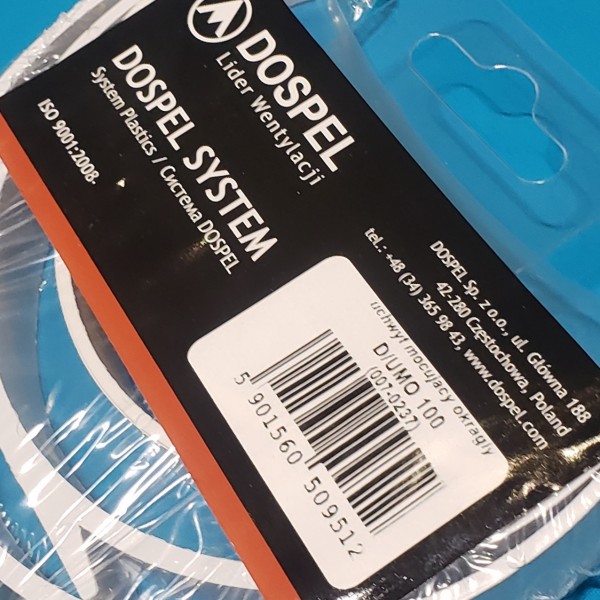 DOSPEL
Lider Wentylacji
DOSPEL SYSTEM
System Plastics / Система DOSPEL
ISO 9001:2008.
DOSPEL Sp. z o.o., ul. Główna 188
42-280 Częstochowa, Poland
tel.: +48 (34) 365 98 43, www.dospel.com
uchwyt mocujacy okragly
D/UMO 100
(007-0237)
5 901560 509512